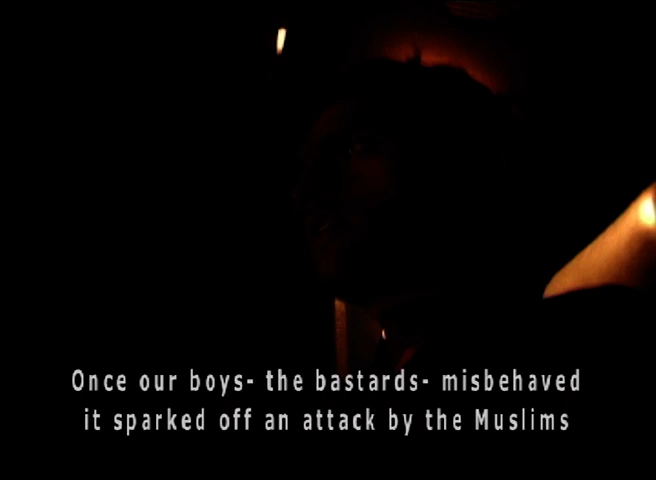 Once our boys- the bastards- misbehaved
it sparked off an attack by the Muslims